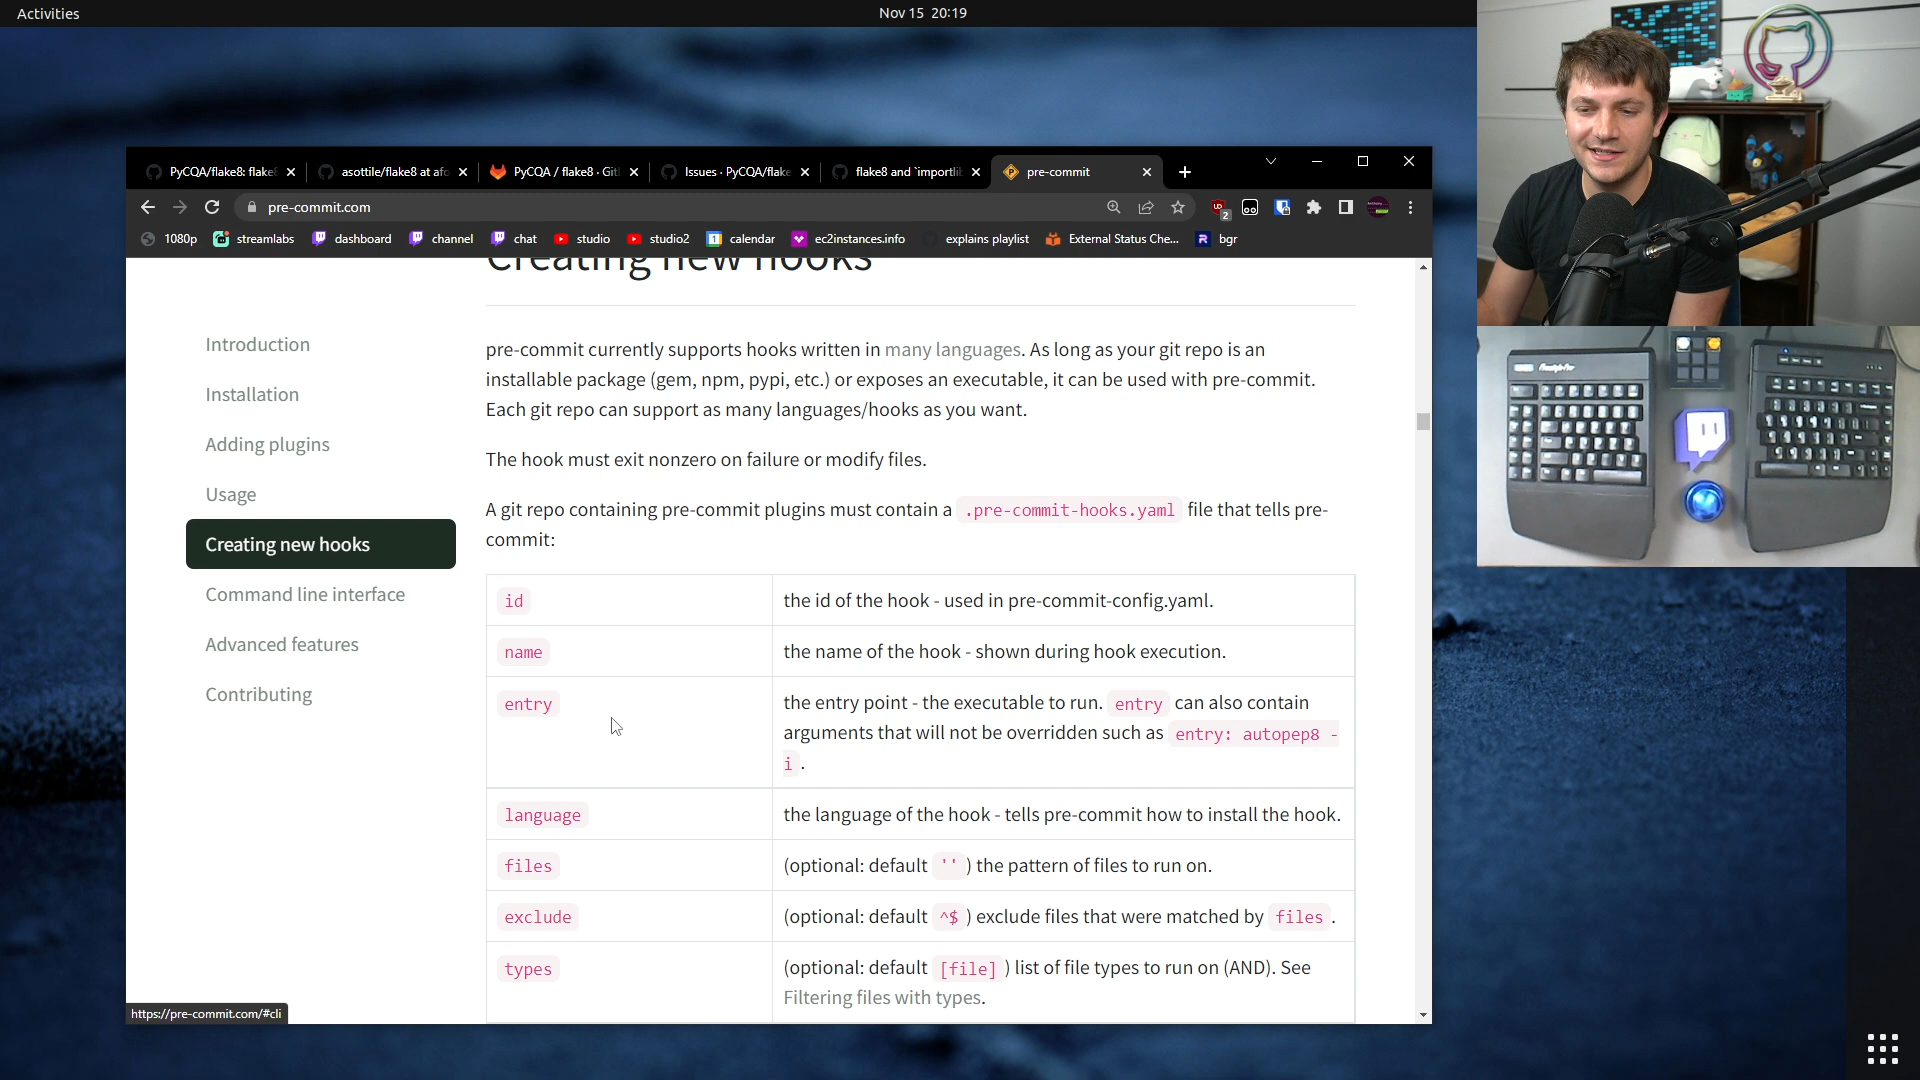 Activities
Nov 15 20:19
PyCQA/flake8: flake
asottile/flake8 at afo
PyCQA / flake8 · Git
Issues · PyCQA/flake
flake8 and `importli
pre-commit
pre-commit.com
2
1080p
streamlabs
dashboard
channel
chat
studio
studio2
calendar
ec2instances.info
explains playlist
External Status Che...
bgr
Creating new hooks
Introduction
Installation
Adding plugins
Usage
Creating new hooks
Command line interface
Advanced features
Contributing
pre-commit currently supports hooks written in many languages. As long as your git repo is an
installable package (gem, npm, pypi, etc.) or exposes an executable, it can be used with pre-commit.
Each git repo can support as many languages/hooks as you want.
The hook must exit nonzero on failure or modify files.
A git repo containing pre-commit plugins must contain a .pre-commit-hooks.yaml file that tells pre-
commit:
id the id of the hook - used in pre-commit-config.yaml.
name the name of the hook - shown during hook execution.
entry the entry point - the executable to run. entry can also contain
arguments that will not be overridden such as entry: autopep8 -
i .
language the language of the hook - tells pre-commit how to install the hook.
files (optional: default '' ) the pattern of files to run on.
exclude (optional: default ^$ ) exclude files that were matched by files .
types (optional: default [file] ) list of file types to run on (AND). See
Filtering files with types.
https://pre-commit.com/#cli